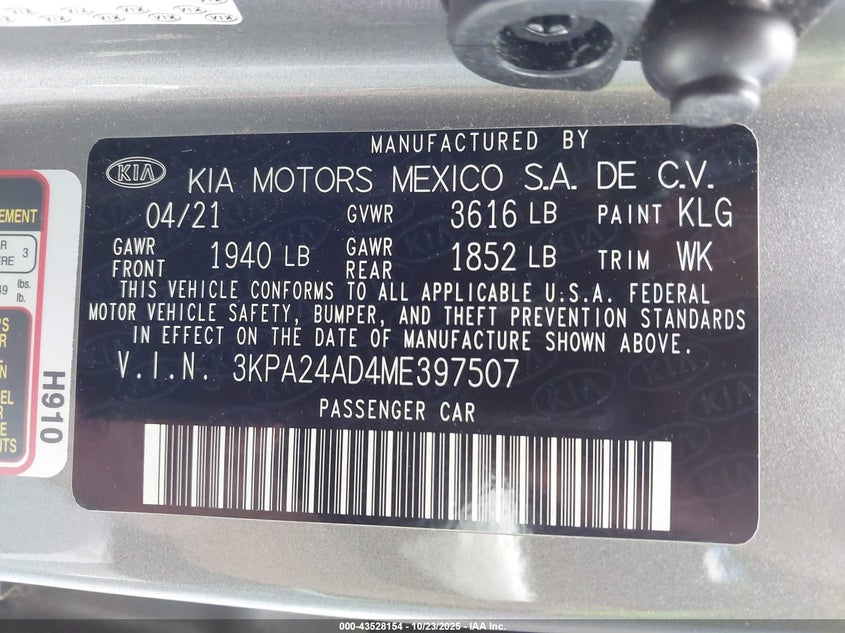 MANUFACTURED BY
KIA KIA MOTORS MEXICO S.A. DE C.V.
04/21 GVWR 3616 LB PAINT KLG
GAWR FRONT 1940 LB GAWR REAR 1852 LB TRIM WK
THIS VEHICLE CONFORMS TO ALL APPLICABLE U.S.A. FEDERAL
MOTOR VEHICLE SAFETY, BUMPER, AND THEFT PREVENTION STANDARDS
IN EFFECT ON THE DATE OF MANUFACTURE SHOWN ABOVE.
V.I.N. 3KPA24AD4ME397507
PASSENGER CAR
H910
3
lbs.
lb.
000-43528154 - 10/23/2025 - IAA Inc.